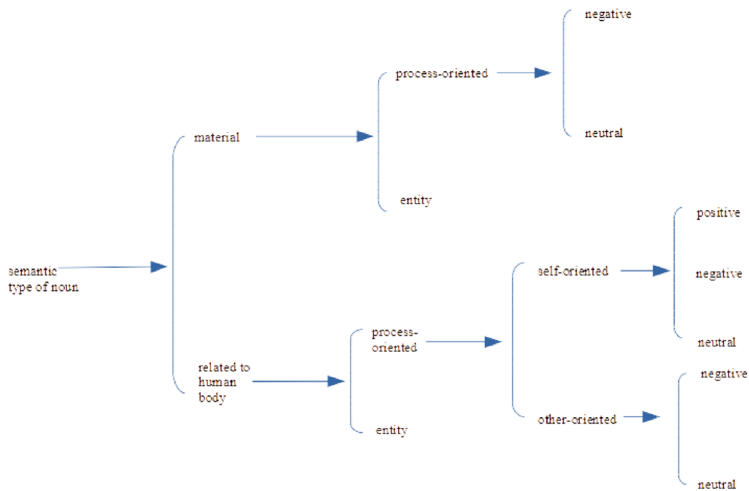 negative
process-oriented
neutral
material
entity
positive
self-oriented
negative
semantic
type of noun
process-
oriented
neutral
related to
human
body
negative
other-oriented
entity
neutral